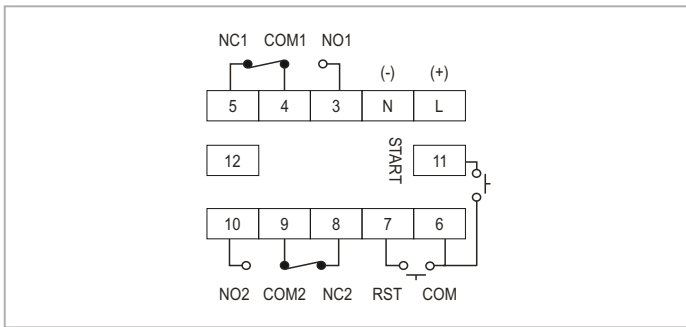 NC1 COM1 NO1
(-) (+)
5 4 3 N L
12 START 11
10 9 8 7 6
NO2 COM2 NC2 RST COM